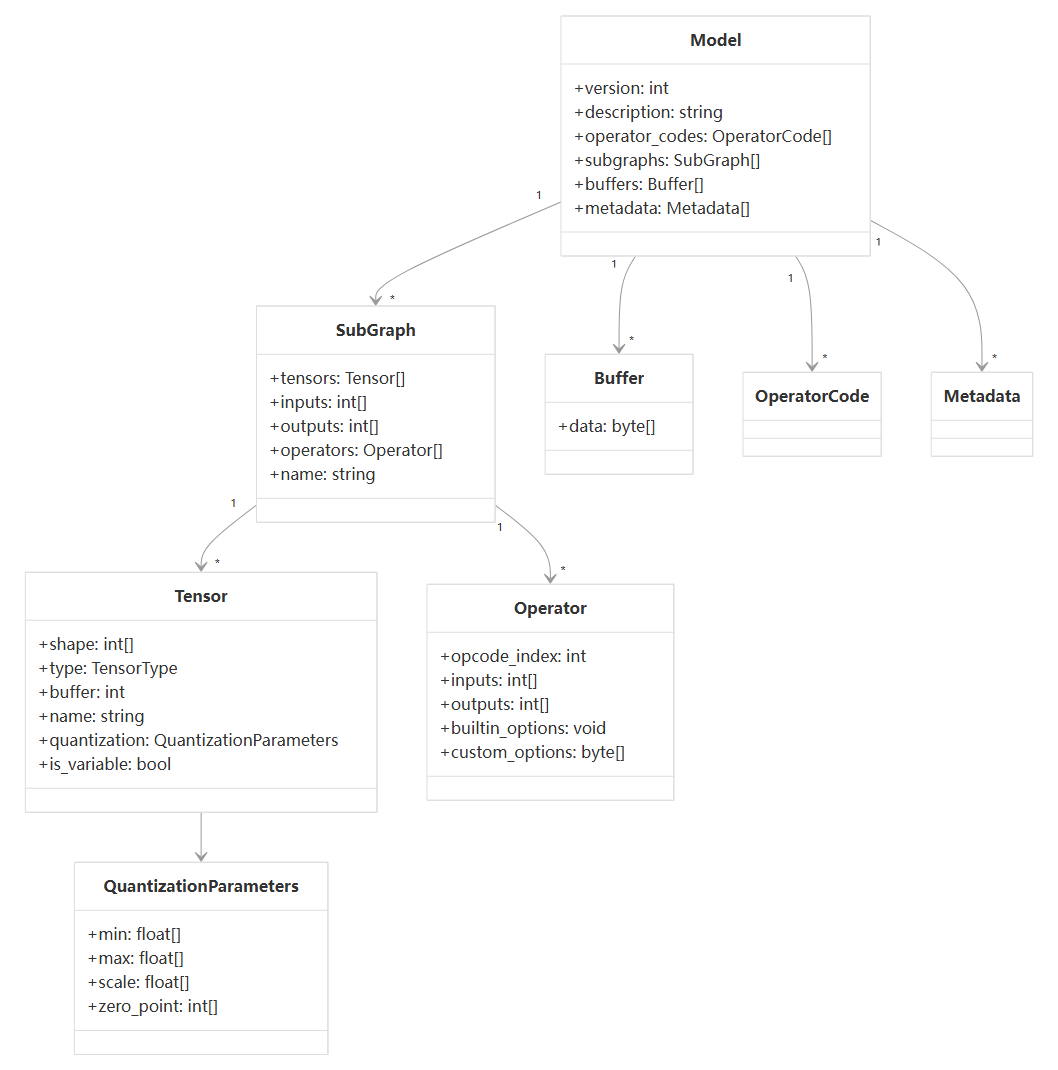 Model
+version: int
+description: string
+operator_codes: OperatorCode[]
+subgraphs: SubGraph[]
+buffers: Buffer[]
+metadata: Metadata[]
1
1
1
1
*
*
*
*
SubGraph
+tensors: Tensor[]
+inputs: int[]
+outputs: int[]
+operators: Operator[]
+name: string
Buffer
+data: byte[]
OperatorCode
Metadata
1
1
*
*
Tensor
+shape: int[]
+type: TensorType
+buffer: int
+name: string
+quantization: QuantizationParameters
+is_variable: bool
Operator
+opcode_index: int
+inputs: int[]
+outputs: int[]
+builtin_options: void
+custom_options: byte[]
QuantizationParameters
+min: float[]
+max: float[]
+scale: float[]
+zero_point: int[]